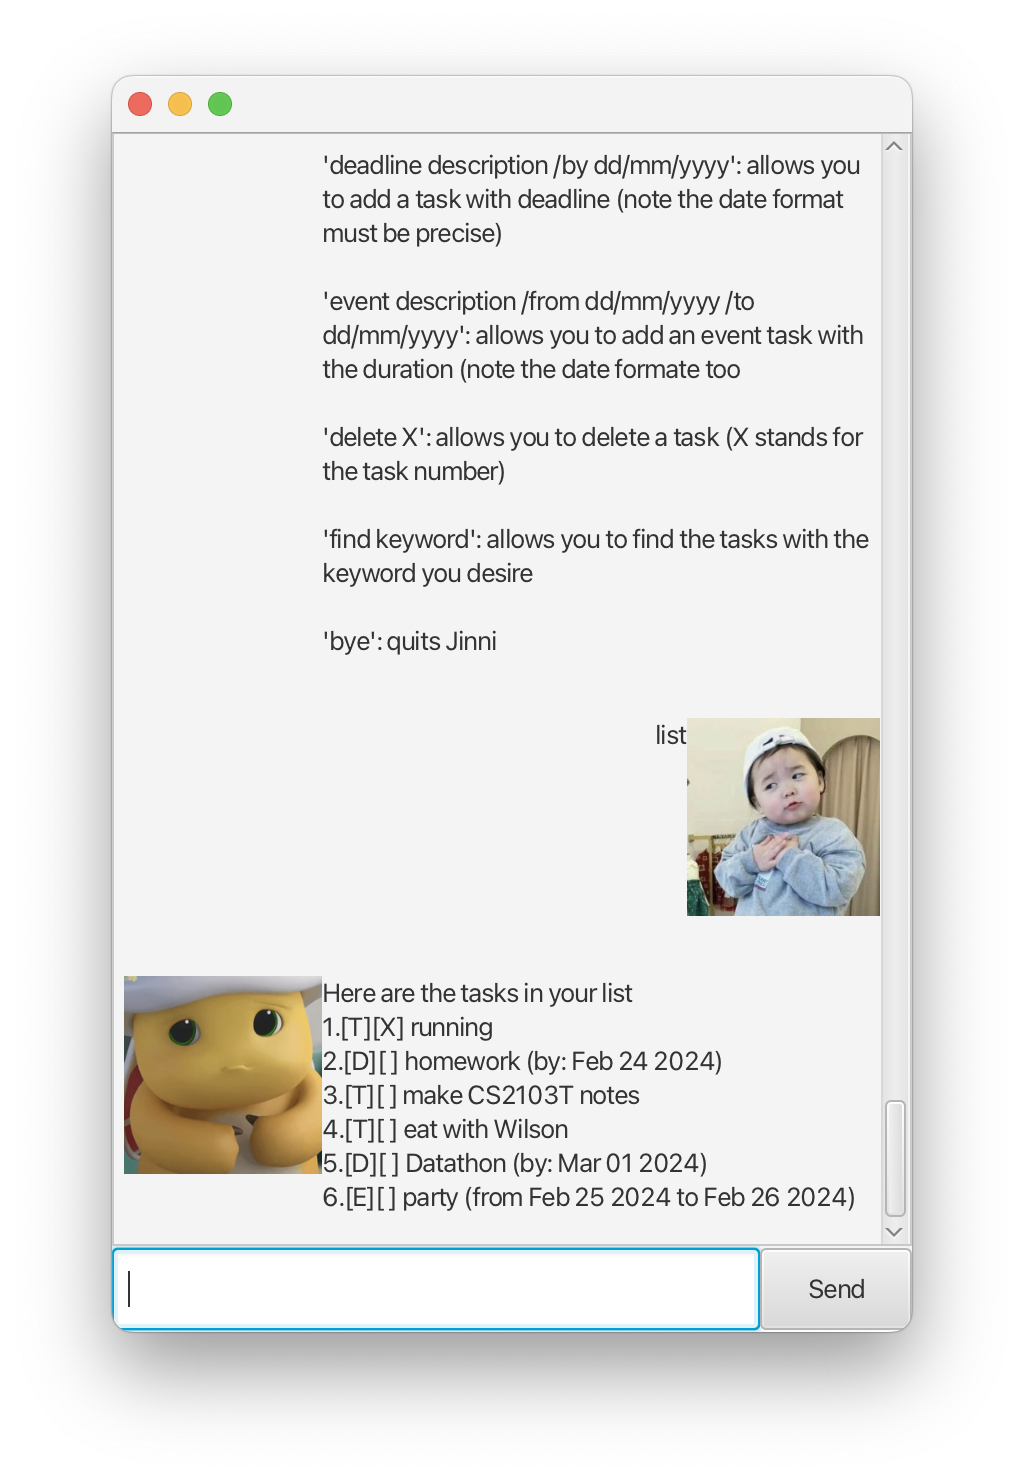 'deadline description /by dd/mm/yyyy': allows you
to add a task with deadline (note the date format
must be precise)
'event description /from dd/mm/yyyy /to
dd/mm/yyyy': allows you to add an event task with
the duration (note the date formate too
'delete X': allows you to delete a task (X stands for
the task number)
'find keyword': allows you to find the tasks with the
keyword you desire
'bye': quits Jinni
list
Here are the tasks in your list
1.[T][X] running
2.[D][ ] homework (by: Feb 24 2024)
3.[T][ ] make CS2103T notes
4.[T][ ] eat with Wilson
5.[D][ ] Datathon (by: Mar 01 2024)
6.[E][ ] party (from Feb 25 2024 to Feb 26 2024)
Send